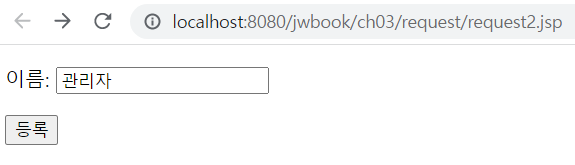 localhost:8080/jwbook/ch03/request/request2.jsp
이름: 관리자
등록